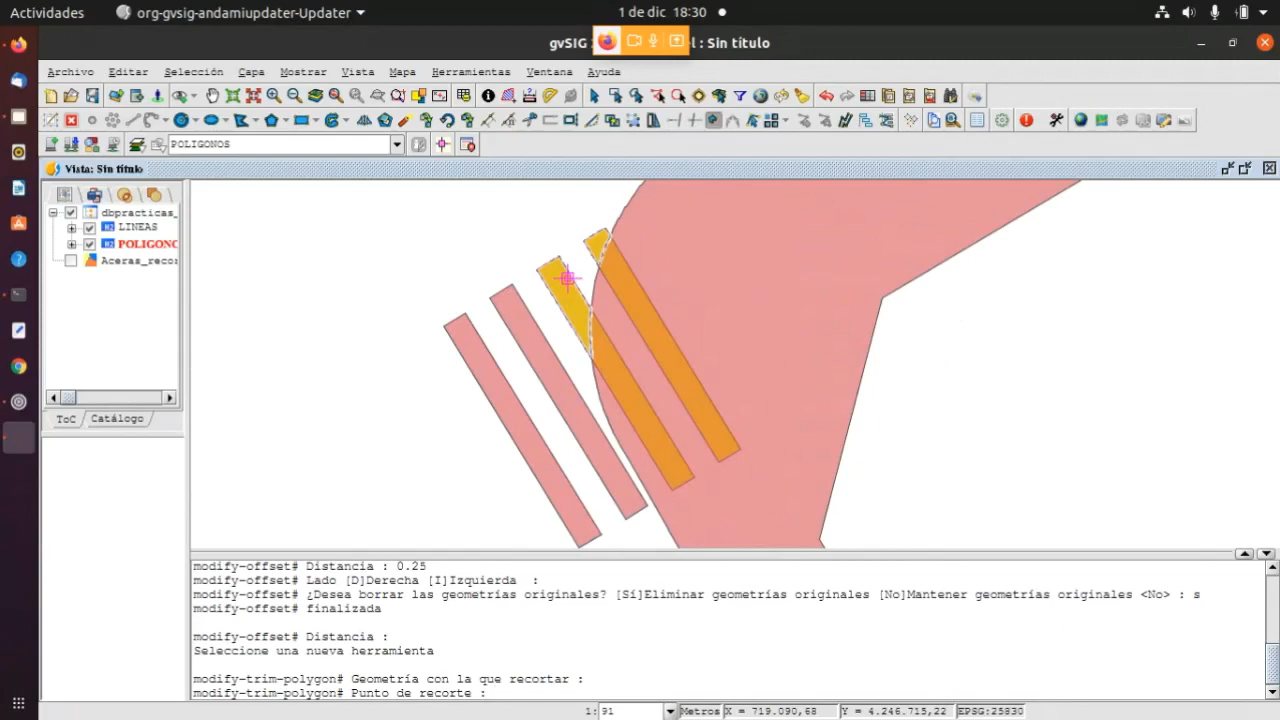 Actividades
org-gvsig-andamiupdater-Updater
1 de dic 18:30
gvSIG
l : Sin título
Archivo Editar Selección Capa Mostrar Vista Mapa Herramientas Ventana Ayuda
POLIGONOS
Vista: Sin título
dbpracticas_
LINEAS
POLIGONO
Aceras_reco
ToC Catálogo
modify-offset# Distancia : 0.25
modify-offset# Lado [D]Derecha [I]Izquierda :
modify-offset# ¿Desea borrar las geometrías originales? [Sí]Eliminar geometrías originales [No]Mantener geometrías originales <No> : s
modify-offset# finalizada
modify-offset# Distancia :
Seleccione una nueva herramienta
modify-trim-polygon# Geometría con la que recortar :
modify-trim-polygon# Punto de recorte :
1: 91 Metros X = 719.090,68 Y = 4.246.715,22 EPSG:25830